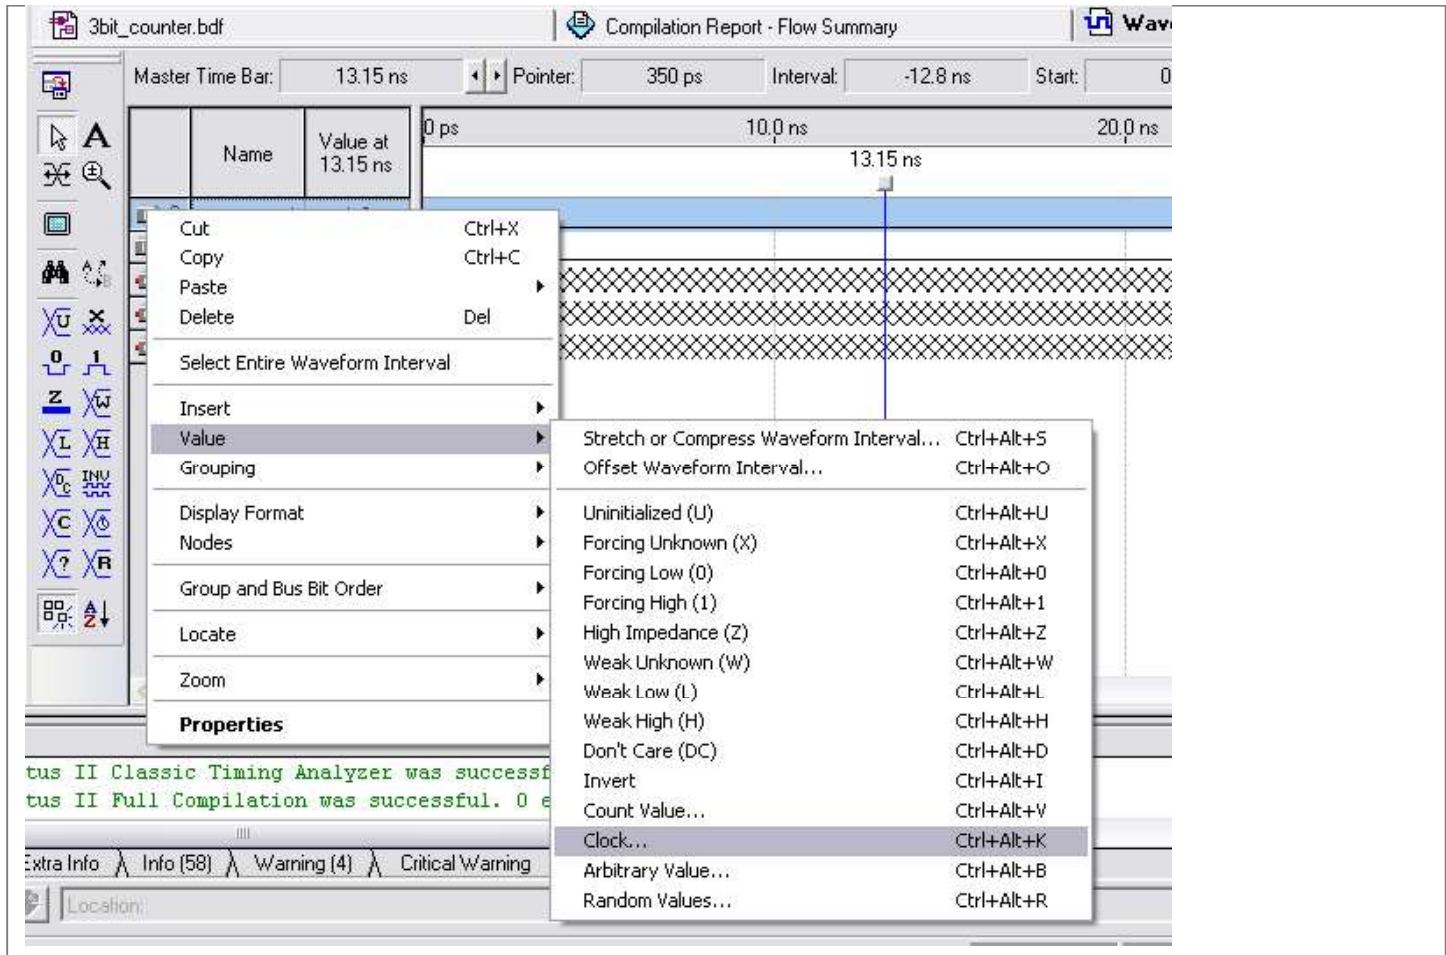 3bit_counter.bdf Compilation Report - Flow Summary Wav
Master Time Bar: 13.15 ns Pointer: 350 ps Interval: -12.8 ns Start: 0
Name Value at 13.15 ns
0 ps 10.0 ns 20.0 ns
13.15 ns
Cut Ctrl+X
Copy Ctrl+C
Paste
Delete Del
Select Entire Waveform Interval
Insert
Value
Grouping
Display Format
Nodes
Group and Bus Bit Order
Locate
Zoom
Properties
Stretch or Compress Waveform Interval... Ctrl+Alt+S
Offset Waveform Interval... Ctrl+Alt+O
Uninitialized (U) Ctrl+Alt+U
Forcing Unknown (X) Ctrl+Alt+X
Forcing Low (0) Ctrl+Alt+0
Forcing High (1) Ctrl+Alt+1
High Impedance (Z) Ctrl+Alt+Z
Weak Unknown (W) Ctrl+Alt+W
Weak Low (L) Ctrl+Alt+L
Weak High (H) Ctrl+Alt+H
Don't Care (DC) Ctrl+Alt+D
Invert Ctrl+Alt+I
Count Value... Ctrl+Alt+V
Clock... Ctrl+Alt+K
Arbitrary Value... Ctrl+Alt+B
Random Values... Ctrl+Alt+R
tus II Classic Timing Analyzer was successf
tus II Full Compilation was successful. 0 e
Extra Info Info (58) Warning (4) Critical Warning
Location: